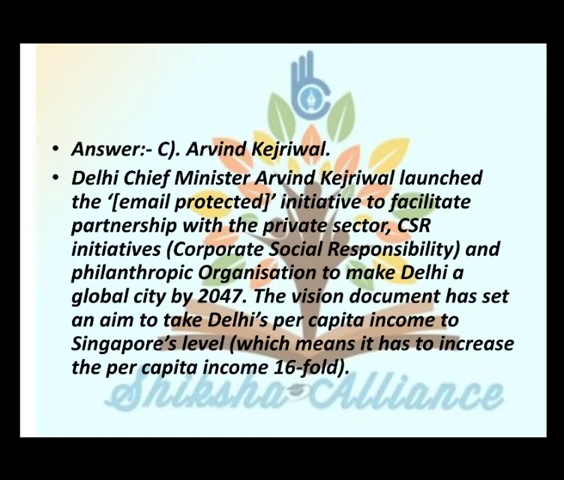 • Answer:- C). Arvind Kejriwal.
• Delhi Chief Minister Arvind Kejriwal launched
the ‘[email protected]’ initiative to facilitate
partnership with the private sector, CSR
initiatives (Corporate Social Responsibility) and
philanthropic Organisation to make Delhi a
global city by 2047. The vision document has set
an aim to take Delhi’s per capita income to
Singapore’s level (which means it has to increase
the per capita income 16-fold).
Shiksha Alliance